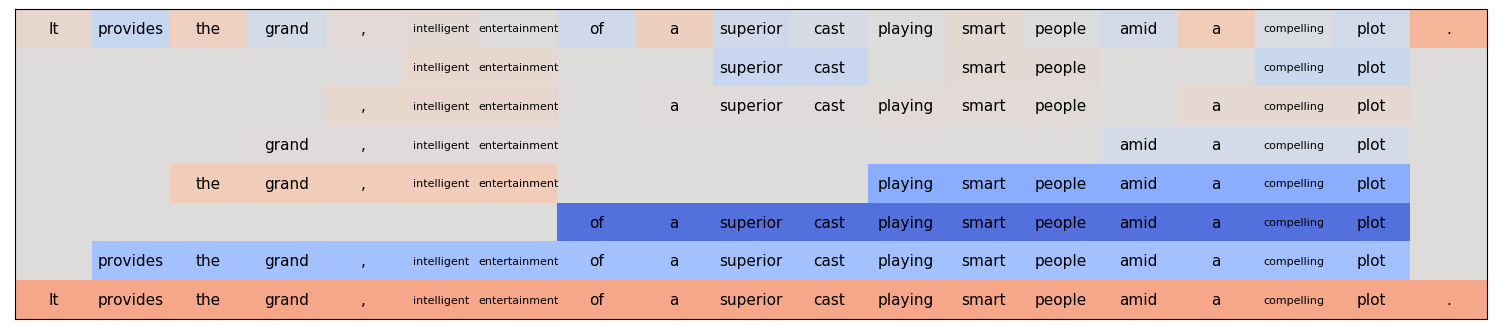 It provides the grand , intelligent entertainment of a superior cast playing smart people amid a compelling plot .
intelligent entertainment superior cast smart people compelling plot
, intelligent entertainment a superior cast playing smart people a compelling plot
grand , intelligent entertainment amid a compelling plot
the grand , intelligent entertainment playing smart people amid a compelling plot
of a superior cast playing smart people amid a compelling plot
provides the grand , intelligent entertainment of a superior cast playing smart people amid a compelling plot
It provides the grand , intelligent entertainment of a superior cast playing smart people amid a compelling plot .